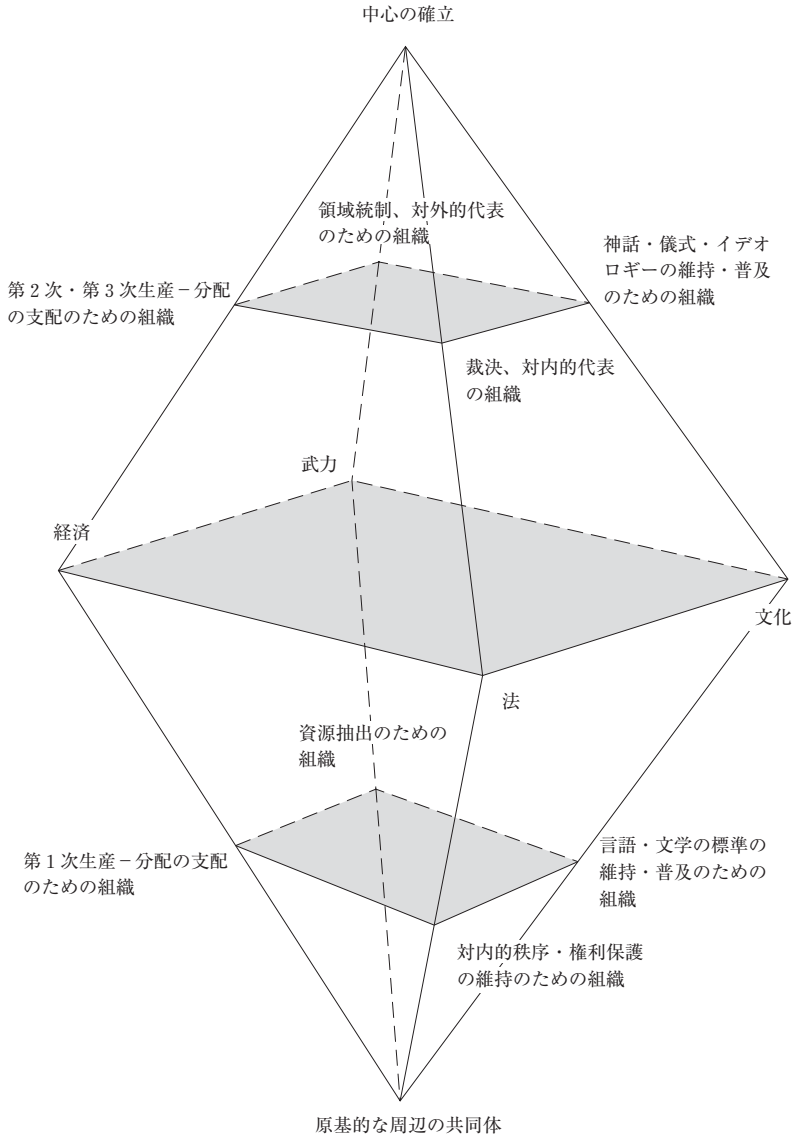 中心の確立
領域統制、対外的代表
のための組織
神話・儀式・イデオ
ロギーの維持・普及
のための組織
第2次・第3次生産－分配
の支配のための組織
裁決、対内的代表
の組織
武力
経済
文化
法
資源抽出のための
組織
第1次生産－分配の支配
のための組織
言語・文学の標準の
維持・普及のための
組織
対内的秩序・権利保護
の維持のための組織
原基的な周辺の共同体